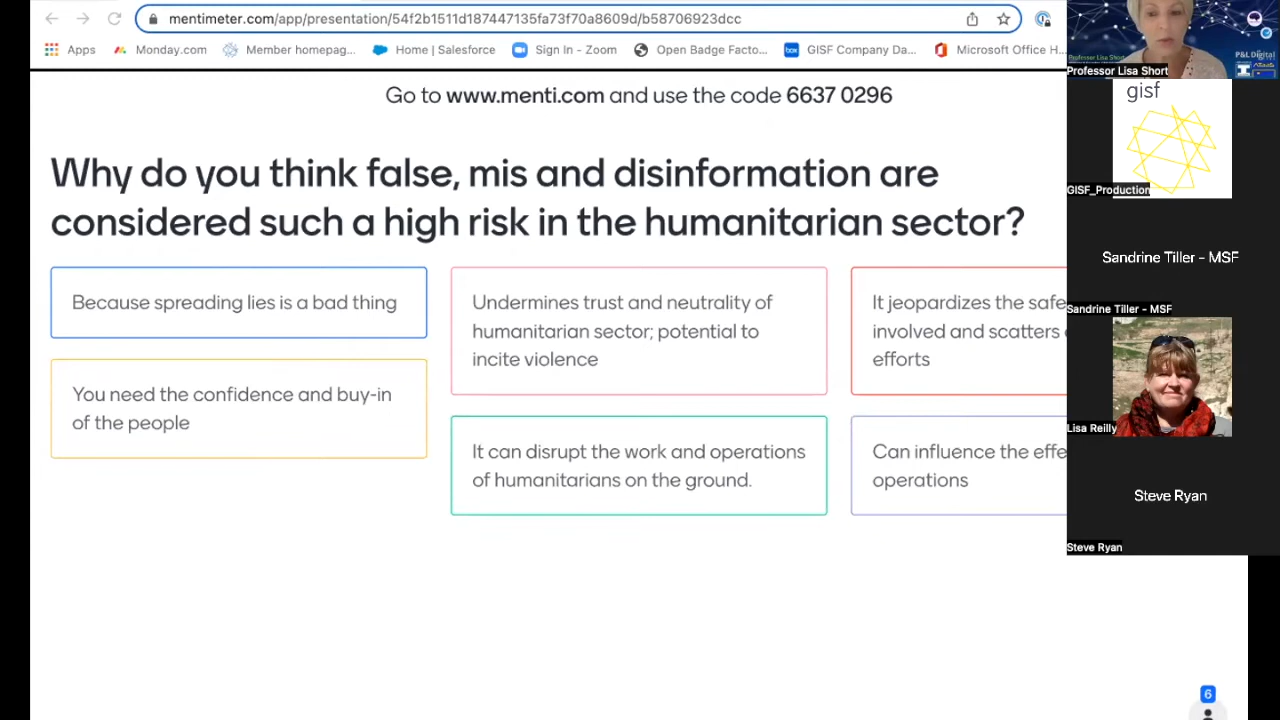 mentimeter.com/app/presentation/54f2b1511d187447135fa73f70a8609d/b58706923dcc
Apps Monday.com Member homepag... Home | Salesforce Sign In - Zoom Open Badge Facto... box GISF Company Da... Microsoft Office H...
Go to www.menti.com and use the code 6637 0296
Why do you think false, mis and disinformation are
considered such a high risk in the humanitarian sector?
Because spreading lies is a bad thing
You need the confidence and buy-in
of the people
Undermines trust and neutrality of
humanitarian sector; potential to
incite violence
It can disrupt the work and operations
of humanitarians on the ground.
It jeopardizes the safe
involved and scatters
efforts
Can influence the effe
operations
6
P&L Digital
Professor Lisa Short
Professor Lisa Short
gisf
GISF_Production
Sandrine Tiller - MSF
Sandrine Tiller - MSF
Lisa Reilly
Steve Ryan
Steve Ryan